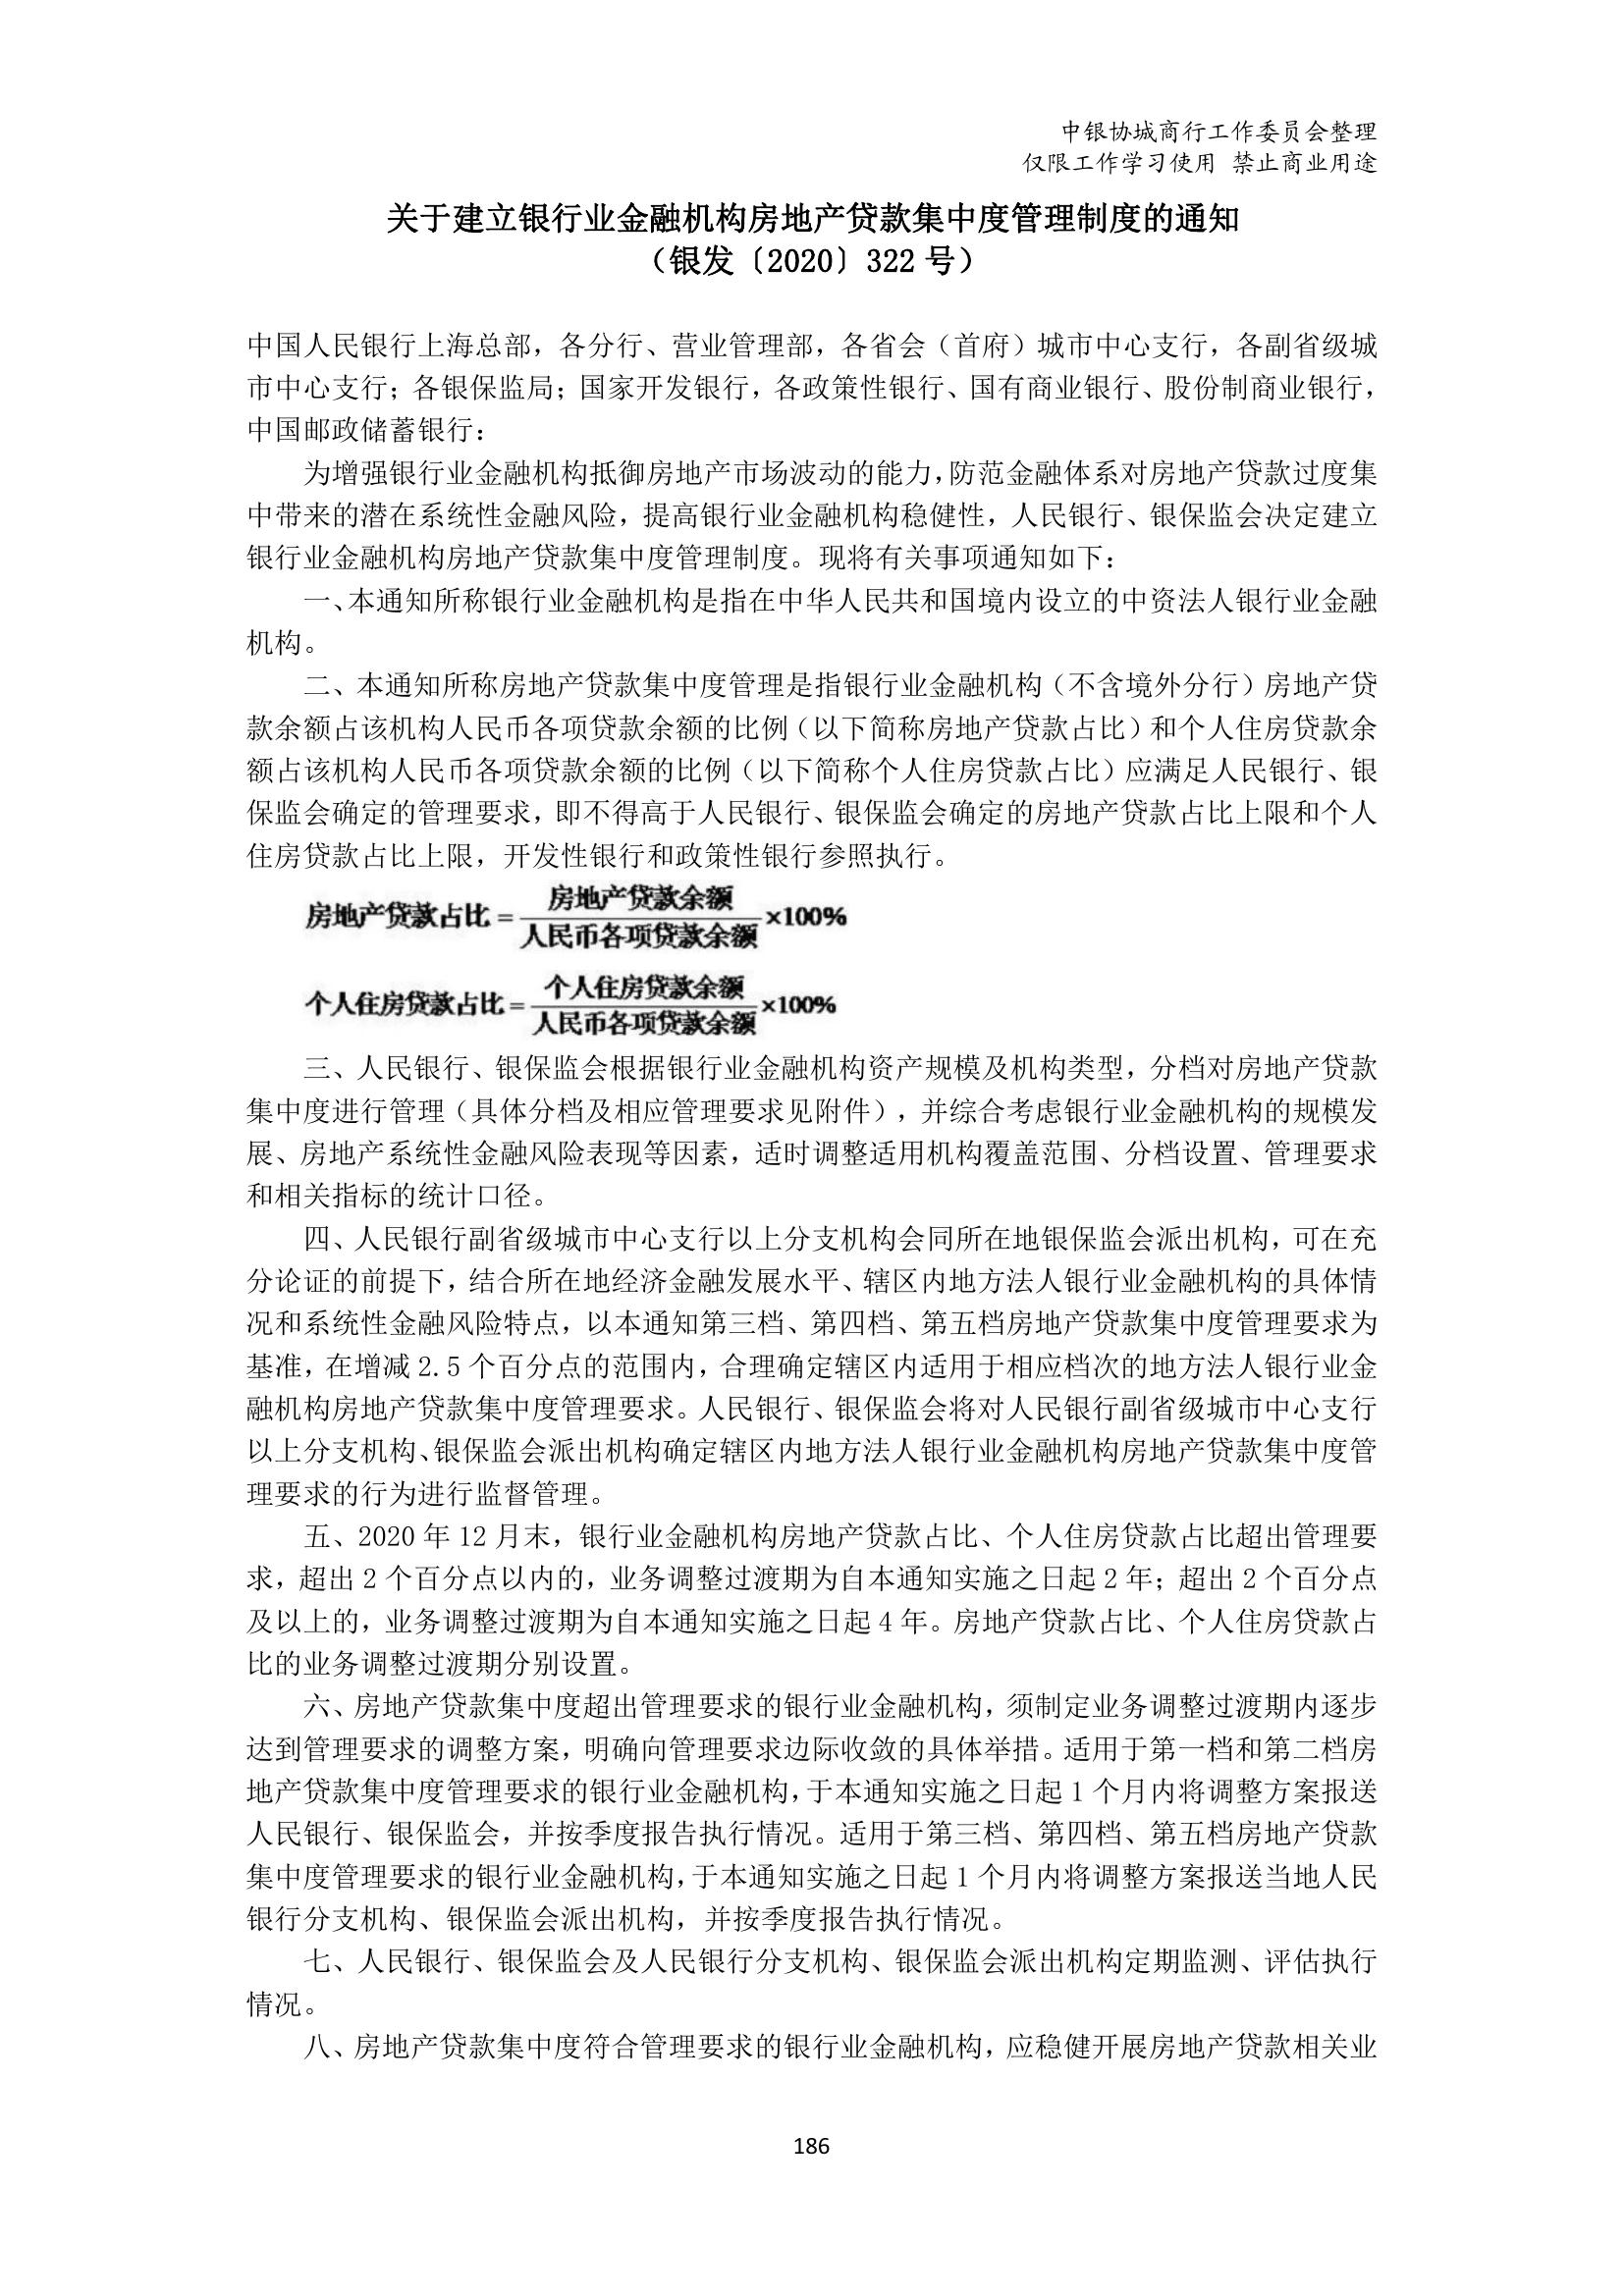 中银协城商行工作委员会整理
仅限工作学习使用 禁止商业用途
关于建立银行业金融机构房地产贷款集中度管理制度的通知
（银发〔2020〕322 号）
中国人民银行上海总部，各分行、营业管理部，各省会（首府）城市中心支行，各副省级城
市中心支行；各银保监局；国家开发银行，各政策性银行、国有商业银行、股份制商业银行，
中国邮政储蓄银行：
为增强银行业金融机构抵御房地产市场波动的能力，防范金融体系对房地产贷款过度集
中带来的潜在系统性金融风险，提高银行业金融机构稳健性，人民银行、银保监会决定建立
银行业金融机构房地产贷款集中度管理制度。现将有关事项通知如下：
一、本通知所称银行业金融机构是指在中华人民共和国境内设立的中资法人银行业金融
机构。
二、本通知所称房地产贷款集中度管理是指银行业金融机构（不含境外分行）房地产贷
款余额占该机构人民币各项贷款余额的比例（以下简称房地产贷款占比）和个人住房贷款余
额占该机构人民币各项贷款余额的比例（以下简称个人住房贷款占比）应满足人民银行、银
保监会确定的管理要求，即不得高于人民银行、银保监会确定的房地产贷款占比上限和个人
住房贷款占比上限，开发性银行和政策性银行参照执行。
房地产贷款余额
房地产贷款占比=×100%
人民币各项贷款余额
个人住房贷款余额
个人住房贷款占比=×100%
人民币各项贷款余额
三、人民银行、银保监会根据银行业金融机构资产规模及机构类型，分档对房地产贷款
集中度进行管理（具体分档及相应管理要求见附件），并综合考虑银行业金融机构的规模发
展、房地产系统性金融风险表现等因素，适时调整适用机构覆盖范围、分档设置、管理要求
和相关指标的统计口径。
四、人民银行副省级城市中心支行以上分支机构会同所在地银保监会派出机构，可在充
分论证的前提下，结合所在地经济金融发展水平、辖区内地方法人银行业金融机构的具体情
况和系统性金融风险特点，以本通知第三档、第四档、第五档房地产贷款集中度管理要求为
基准，在增减 2.5 个百分点的范围内，合理确定辖区内适用于相应档次的地方法人银行业金
融机构房地产贷款集中度管理要求。人民银行、银保监会将对人民银行副省级城市中心支行
以上分支机构、银保监会派出机构确定辖区内地方法人银行业金融机构房地产贷款集中度管
理要求的行为进行监督管理。
五、2020 年 12 月末，银行业金融机构房地产贷款占比、个人住房贷款占比超出管理要
求，超出 2 个百分点以内的，业务调整过渡期为自本通知实施之日起 2 年；超出 2 个百分点
及以上的，业务调整过渡期为自本通知实施之日起 4 年。房地产贷款占比、个人住房贷款占
比的业务调整过渡期分别设置。
六、房地产贷款集中度超出管理要求的银行业金融机构，须制定业务调整过渡期内逐步
达到管理要求的调整方案，明确向管理要求边际收敛的具体举措。适用于第一档和第二档房
地产贷款集中度管理要求的银行业金融机构，于本通知实施之日起 1 个月内将调整方案报送
人民银行、银保监会，并按季度报告执行情况。适用于第三档、第四档、第五档房地产贷款
集中度管理要求的银行业金融机构，于本通知实施之日起 1 个月内将调整方案报送当地人民
银行分支机构、银保监会派出机构，并按季度报告执行情况。
七、人民银行、银保监会及人民银行分支机构、银保监会派出机构定期监测、评估执行
情况。
八、房地产贷款集中度符合管理要求的银行业金融机构，应稳健开展房地产贷款相关业
186